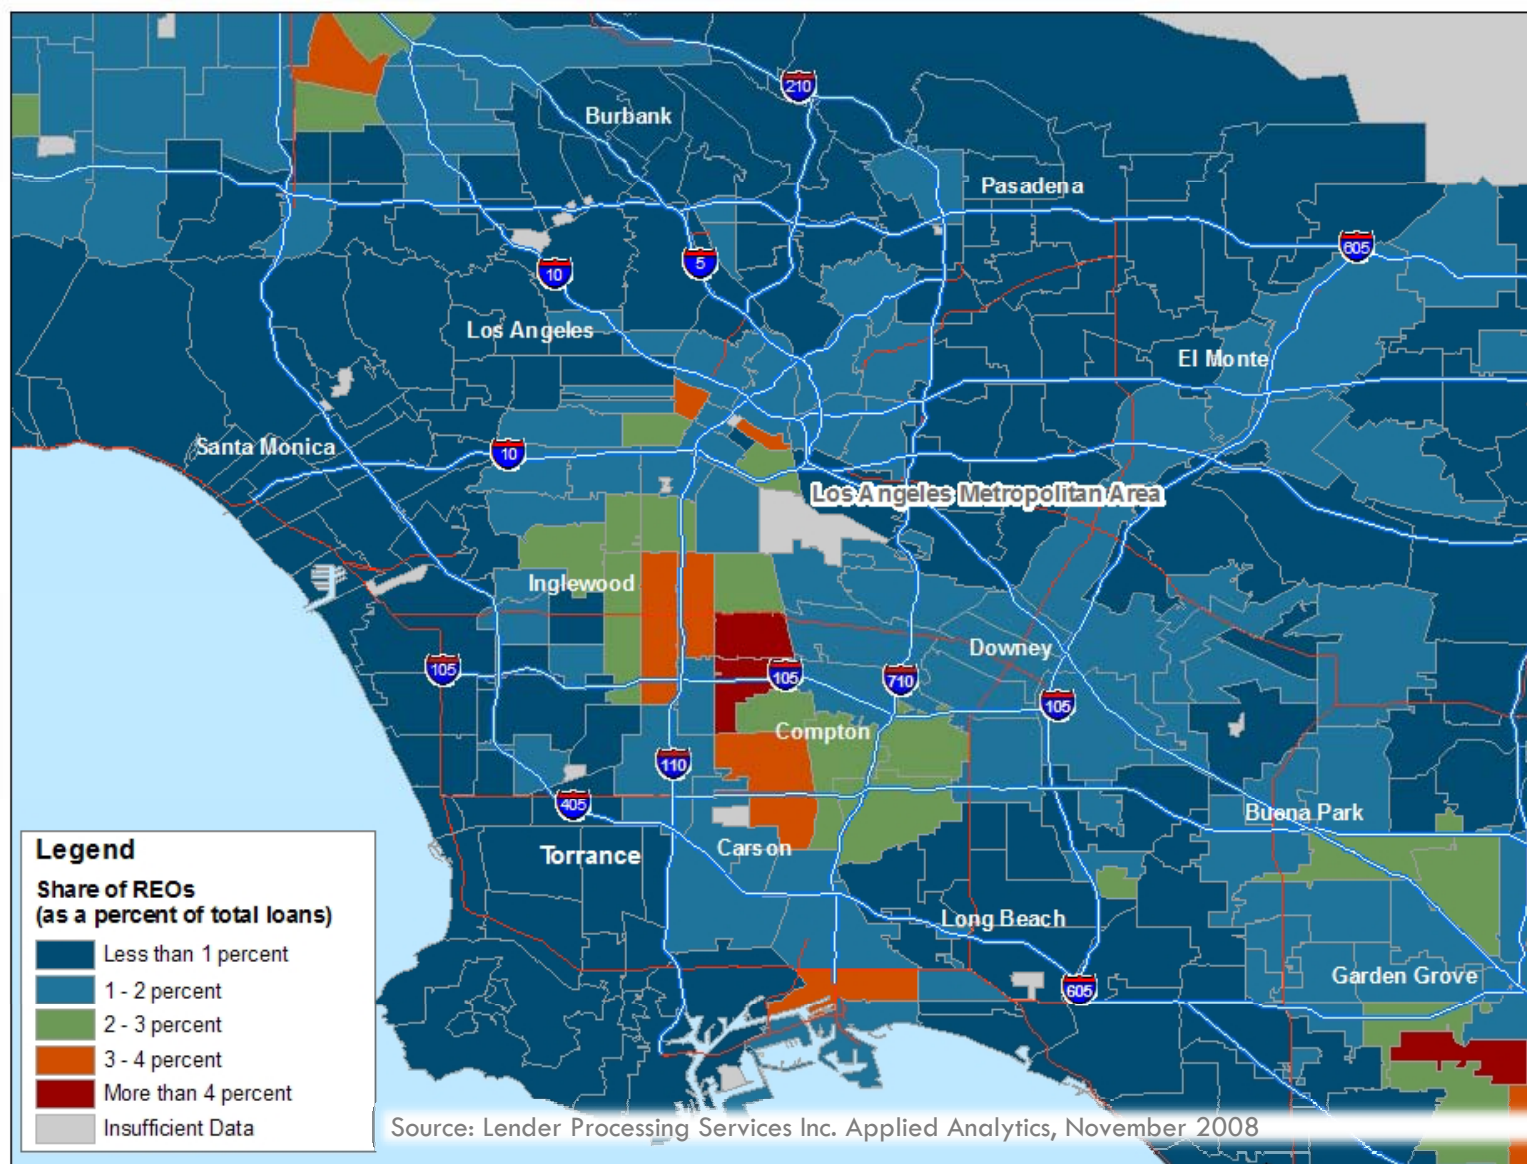 210
Burbank
Pasadena
605
10
5
Los Angeles
El Monte
Santa Monica
10
Los Angeles Metropolitan Area
Inglewood
Downey
105
105
710
105
Compton
110
405
Buena Park
Torrance
Carson
Long Beach
Garden Grove
605
Legend
Share of REOs
(as a percent of total loans)
Less than 1 percent
1 - 2 percent
2 - 3 percent
3 - 4 percent
More than 4 percent
Insufficient Data
Source: Lender Processing Services Inc. Applied Analytics, November 2008